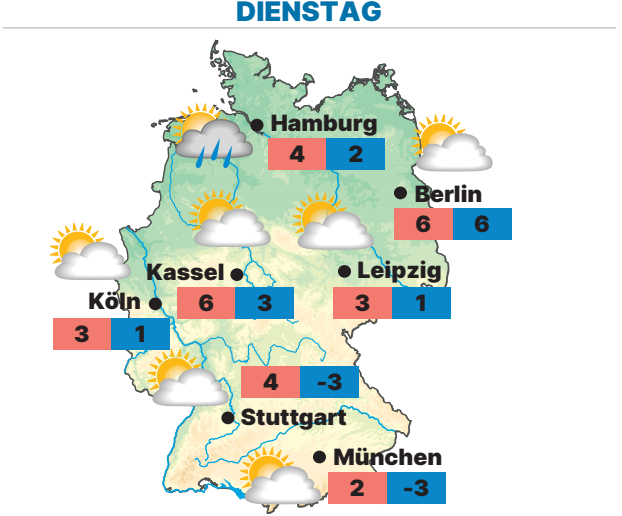 DIENSTAG
Hamburg
4 2
Berlin
6 6
Kassel
6 3
Leipzig
3 1
Köln
3 1
4 -3
Stuttgart
München
2 -3